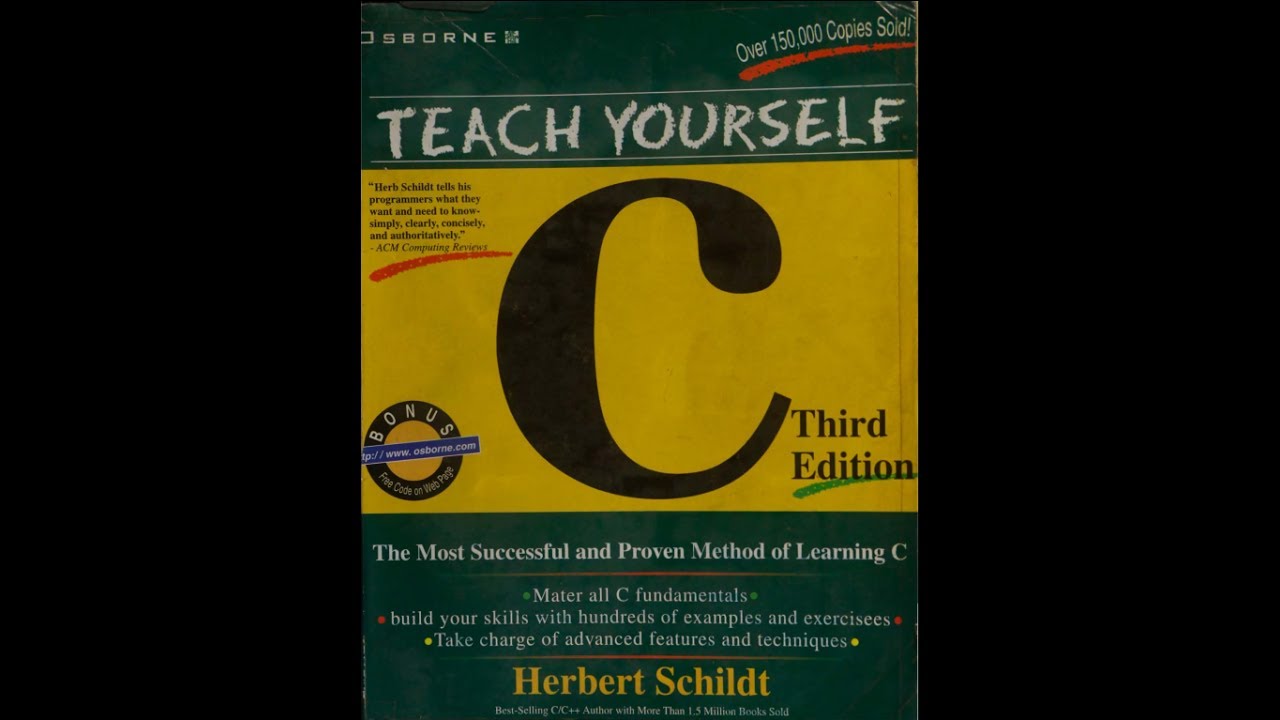 OSBORNE
Over 150,000 Copies Sold!
TEACH YOURSELF
"Herb Schildt tells his
programmers what they
want and need to know-
simply, clearly, concisely,
and authoritatively."
- ACM Computing Reviews
C
Third
Edition
BONUS
tp://www. osborne.com
Free Code on Web Page
The Most Successful and Proven Method of Learning C
•Mater all C fundamentals•
• build your skills with hundreds of examples and exercisees •
•Take charge of advanced features and techniques •
Herbert Schildt
Best-Selling C/C++ Author with More Than 1.5 Million Books Sold